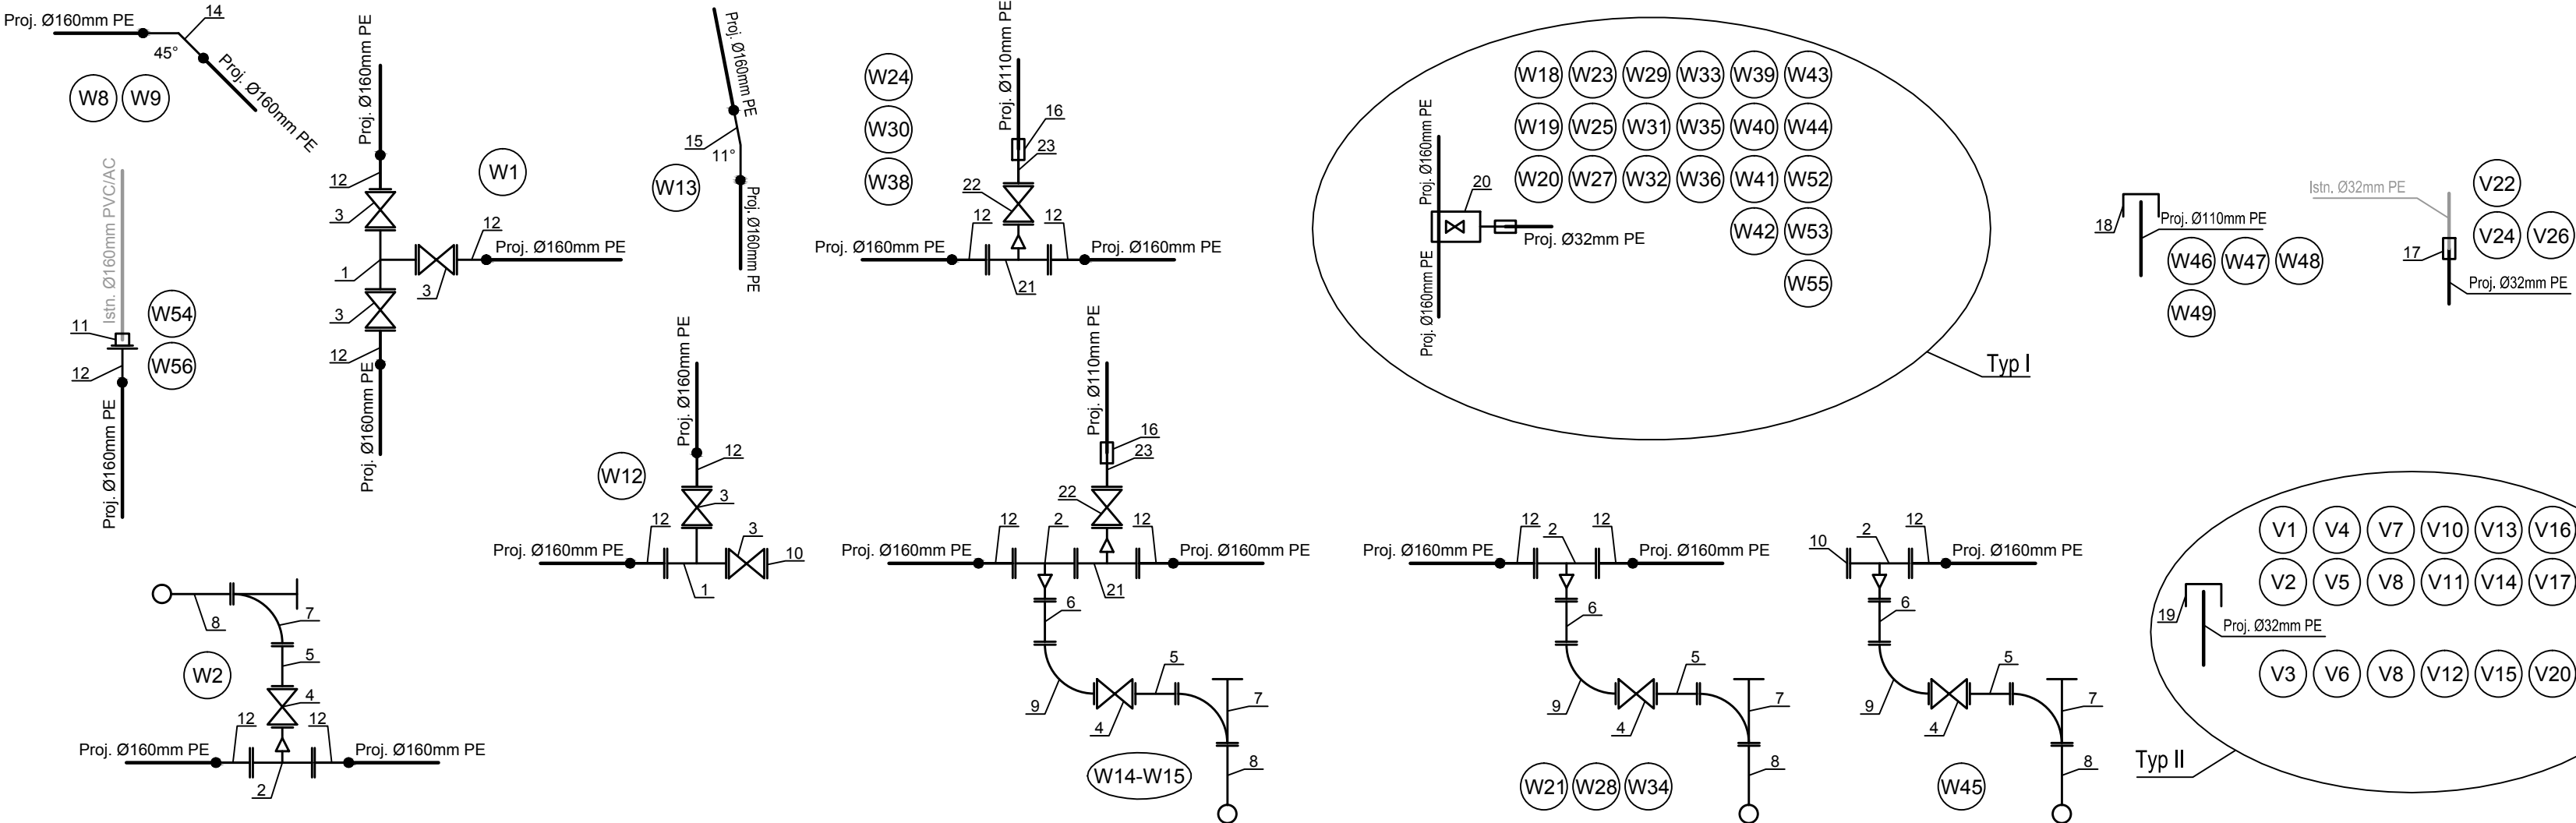 Proj. Ø160mm PE
14
45°
Proj. Ø160mm PE
W8 W9
Istn. Ø160mm PVC/AC
11
12
W54
W56
Proj. Ø160mm PE
Proj. Ø160mm PE
12
3
W1
12
Proj. Ø160mm PE
1
3
3
12
Proj. Ø160mm PE
Proj. Ø160mm PE
15
11°
W13
Proj. Ø160mm PE
W24
W30
W38
Proj. Ø110mm PE
16
23
22
12 12
Proj. Ø160mm PE
Proj. Ø160mm PE
21
W18 W23 W29 W33 W39 W43
W19 W25 W31 W35 W40 W44
W20 W27 W32 W36 W41 W52
W42 W53
W55
Proj. Ø160mm PE
20
Proj. Ø32mm PE
Proj. Ø160mm PE
Typ I
18
Proj. Ø110mm PE
W46 W47 W48
W49
Istn. Ø32mm PE
V22
V24 V26
17
Proj. Ø32mm PE
8
7
5
W2
4
12 12
Proj. Ø160mm PE
Proj. Ø160mm PE
2
Proj. Ø160mm PE
W12
12
3
12
3
Proj. Ø160mm PE
10
1
Proj. Ø110mm PE
16
23
22
12 2 12
Proj. Ø160mm PE
Proj. Ø160mm PE
21
6
5
9
4
7
W14-W15
8
12 2 12
Proj. Ø160mm PE
Proj. Ø160mm PE
6
5
9
4
7
W21 W28 W34
8
10
2 12
Proj. Ø160mm PE
6
5
9
4
7
W45
8
V1 V4 V7 V10 V13 V16
V2 V5 V8 V11 V14 V17
19
Proj. Ø32mm PE
V3 V6 V8 V12 V15 V20
Typ II